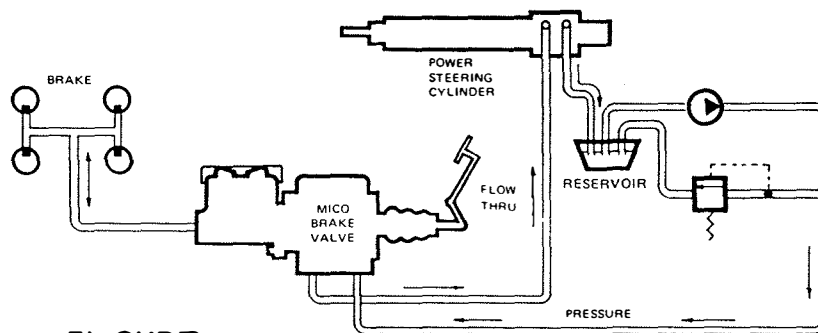 POWER
STEERING
CYLINDER
BRAKE
RESERVOIR
FLOW
THRU
MICO
BRAKE
VALVE
PRESSURE